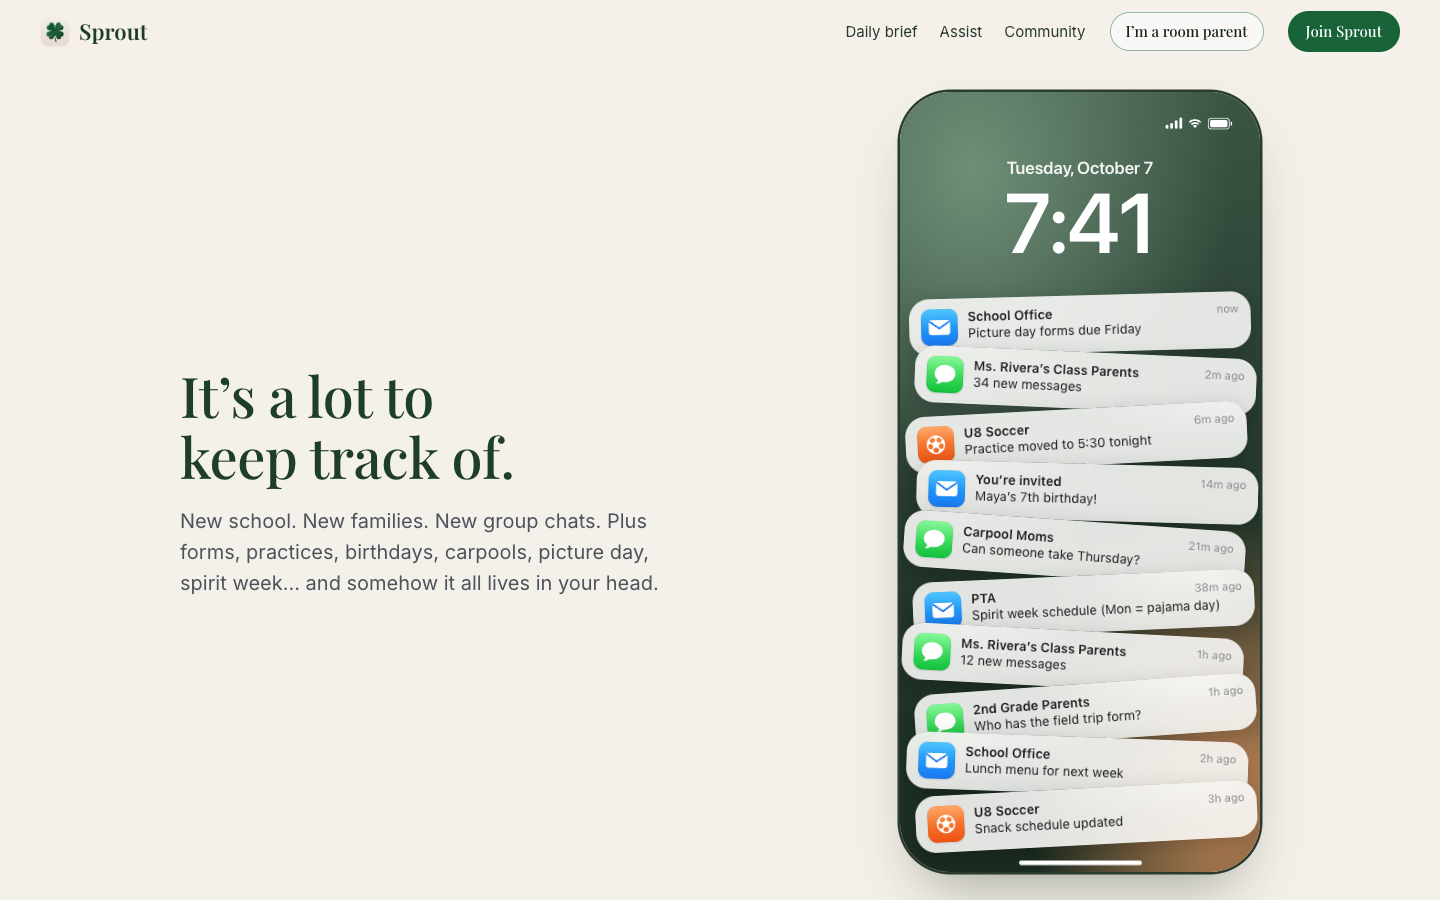 Sprout
Daily brief
Assist
Community
I’m a room parent
Join Sprout
It’s a lot to
keep track of.
New school. New families. New group chats. Plus
forms, practices, birthdays, carpools, picture day,
spirit week... and somehow it all lives in your head.
Tuesday, October 7
7:41
School Office
now
Picture day forms due Friday
Ms. Rivera’s Class Parents
2m ago
34 new messages
U8 Soccer
6m ago
Practice moved to 5:30 tonight
You’re invited
14m ago
Maya’s 7th birthday!
Carpool Moms
21m ago
Can someone take Thursday?
PTA
38m ago
Spirit week schedule (Mon = pajama day)
Ms. Rivera’s Class Parents
1h ago
12 new messages
2nd Grade Parents
1h ago
Who has the field trip form?
School Office
2h ago
Lunch menu for next week
U8 Soccer
3h ago
Snack schedule updated